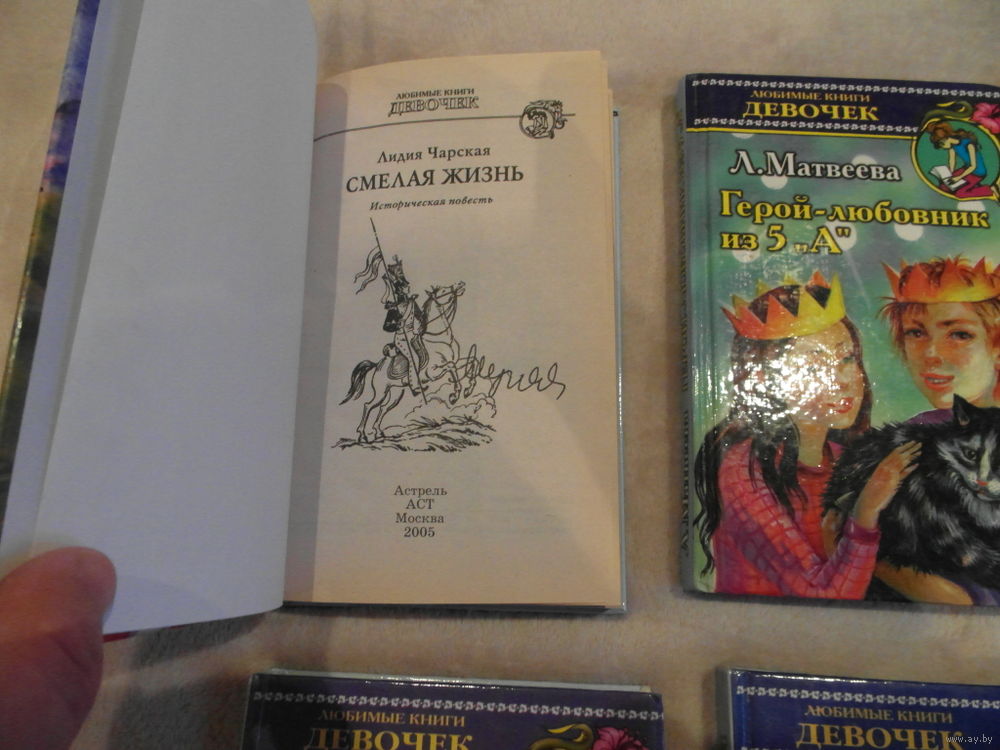 ЛЮБИМЫЕ КНИГИ
ДЕВОЧЕК
Лидия Чарская
СМЕЛАЯ ЖИЗНЬ
Историческая повесть
Астрель
АСТ
Москва
2005
ЛЮБИМЫЕ КНИГИ
ДЕВОЧЕК
Л.Матвеева
Герой-любовник
из 5 „А"
ЛЮБИМЫЕ КНИГИ
ДЕВОЧЕК
ЛЮБИМЫЕ КНИГИ
ДЕВОЧЕК
www.ay.by